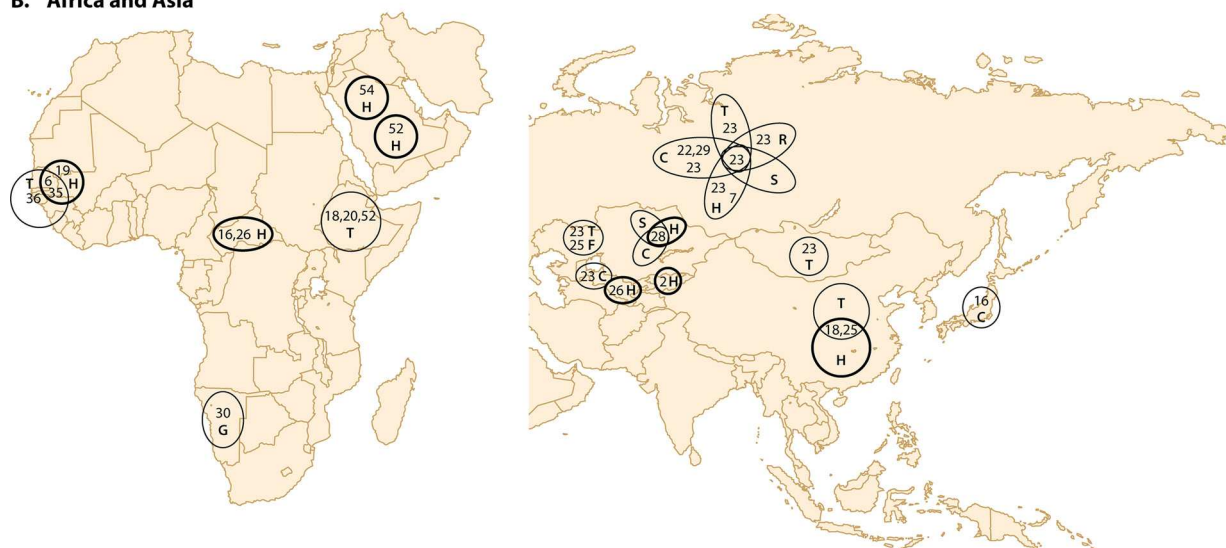 B. Africa and Asia
54
H
52
H
19
T 6 H
35
36
18,20,52
T
16,26 H
30
G
T
23
23 R
C 22,29
23
23
S
23
7
H
S H
28
C
23 T
25 F
23 C
26 H
2 H
23
T
T
18,25
H
16
C